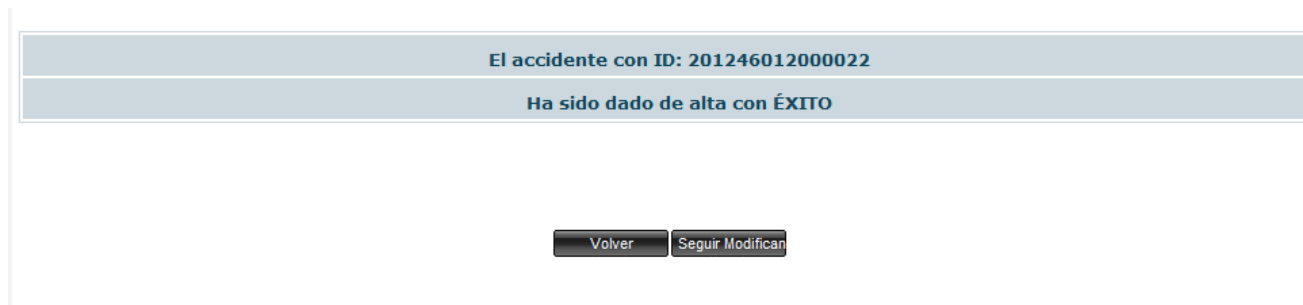 El accidente con ID: 201246012000022
Ha sido dado de alta con ÉXITO
Volver Seguir Modifican